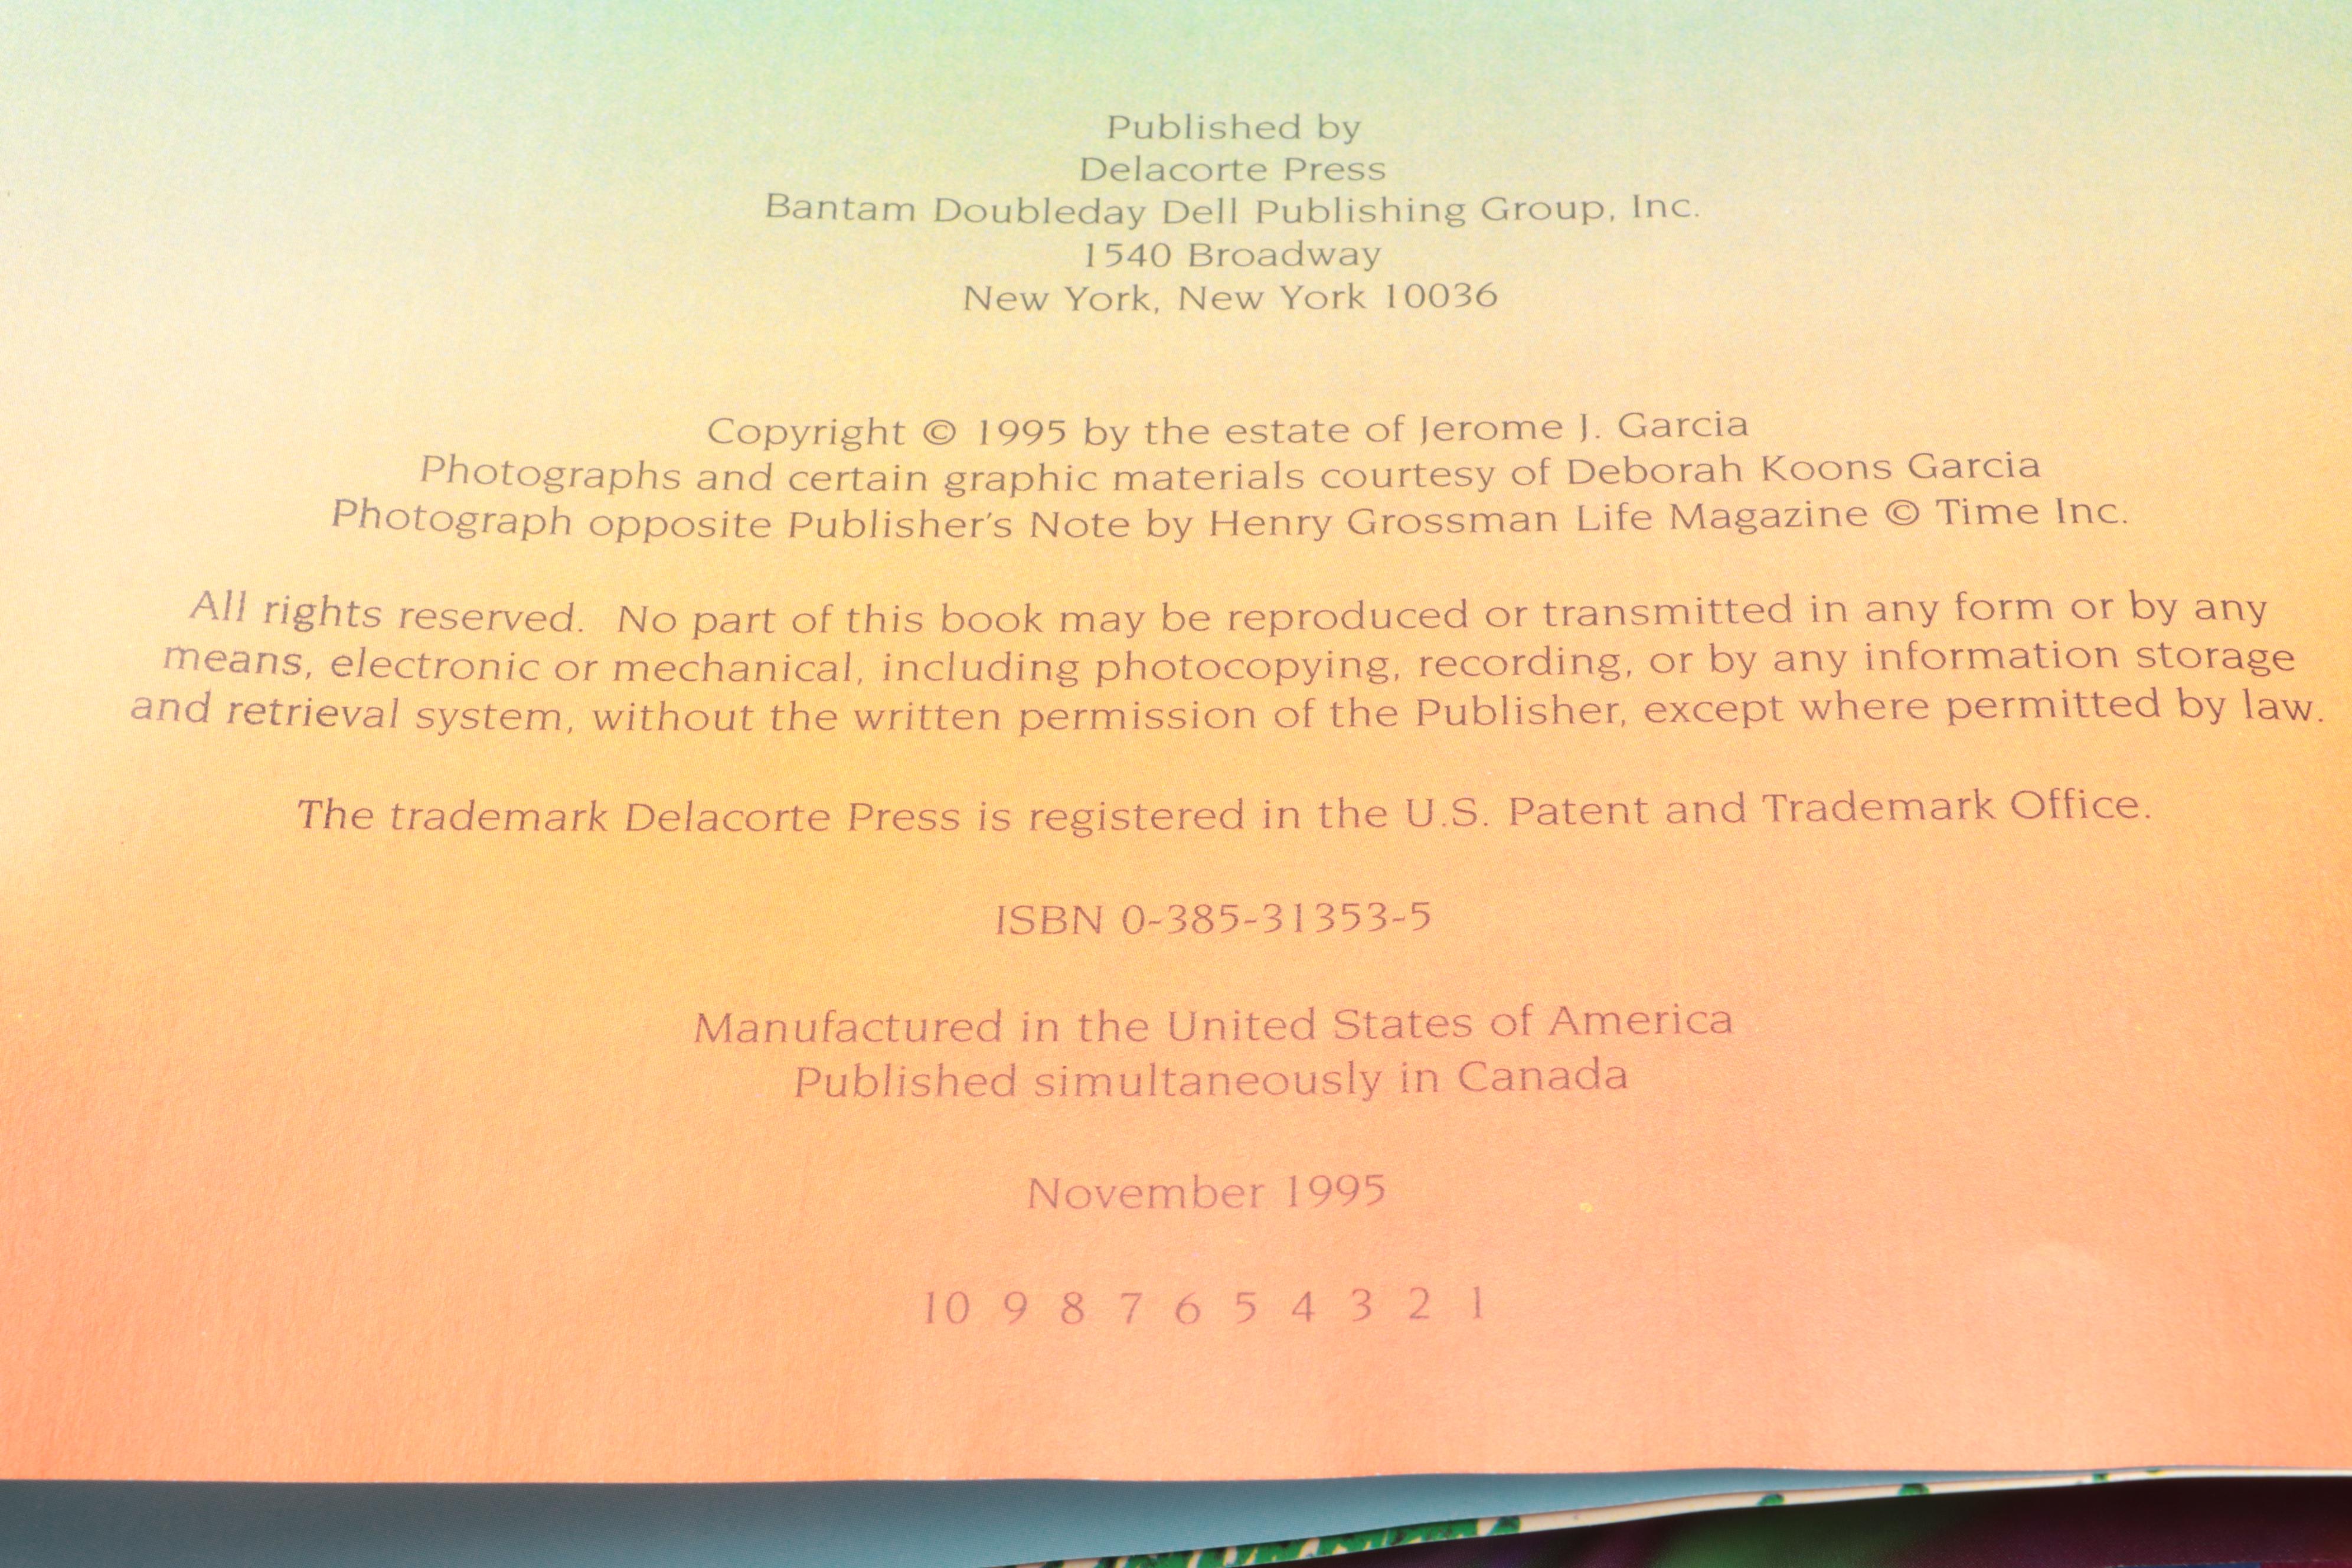 Published by
Delacorte Press
Bantam Doubleday Dell Publishing Group, Inc.
1540 Broadway
New York, New York 10036
Copyright © 1995 by the estate of Jerome J. Garcia
Photographs and certain graphic materials courtesy of Deborah Koons Garcia
Photograph opposite Publisher's Note by Henry Grossman Life Magazine © Time Inc.
All rights reserved. No part of this book may be reproduced or transmitted in any form or by any
means, electronic or mechanical, including photocopying, recording, or by any information storage
and retrieval system, without the written permission of the Publisher, except where permitted by law.
The trademark Delacorte Press is registered in the U.S. Patent and Trademark Office.
ISBN 0-385-31353-5
Manufactured in the United States of America
Published simultaneously in Canada
November 1995
10 9 8 7 6 5 4 3 2 1